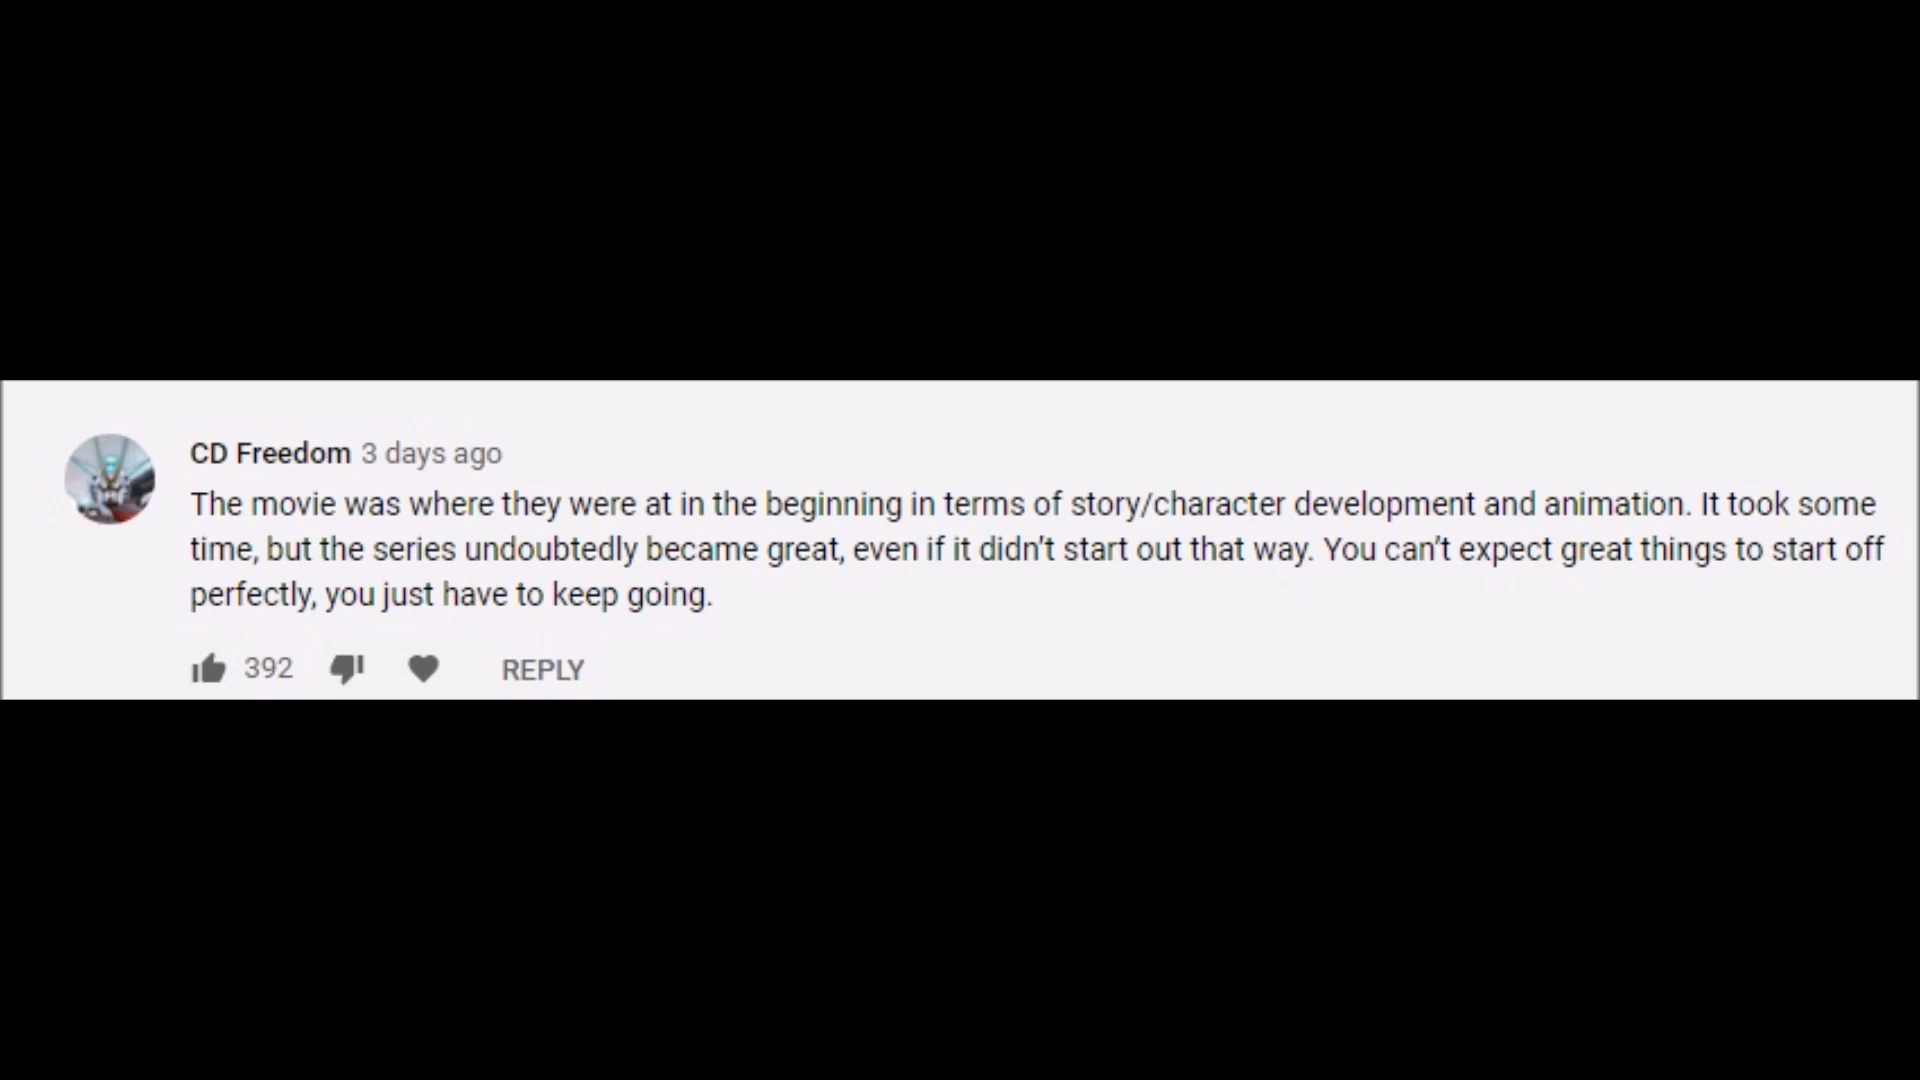 CD Freedom 3 days ago
The movie was where they were at in the beginning in terms of story/character development and animation. It took some
time, but the series undoubtedly became great, even if it didn’t start out that way. You can’t expect great things to start off
perfectly, you just have to keep going.
392 REPLY